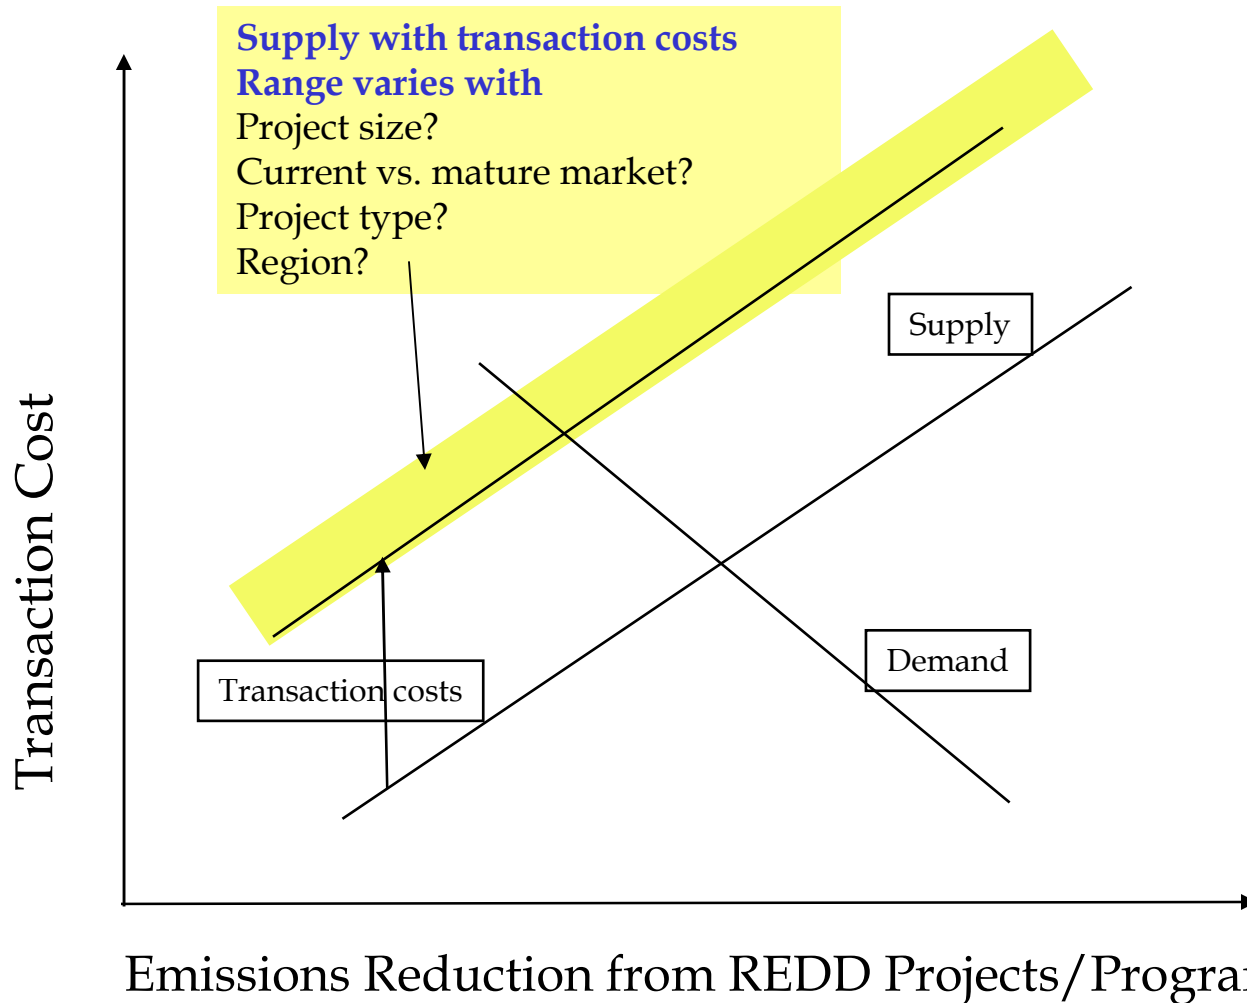 Supply with transaction costs
Range varies with
Project size?
Current vs. mature market?
Project type?
Region?
Supply
Demand
Transaction costs
Transaction Cost
Emissions Reduction from REDD Projects/Progra